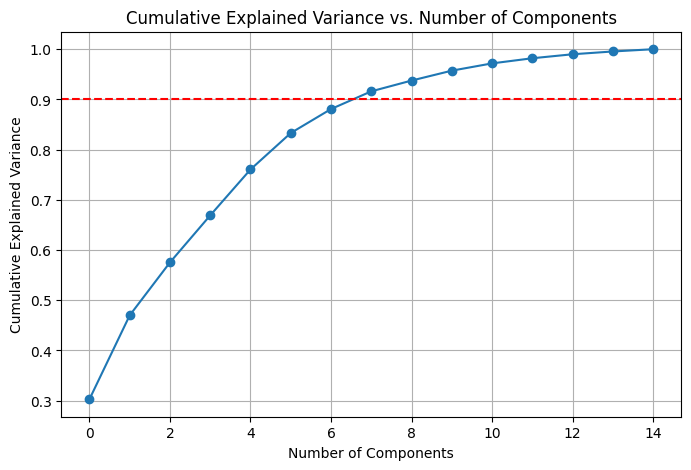 Cumulative Explained Variance vs. Number of Components
Cumulative Explained Variance
1.0
0.9
0.8
0.7
0.6
0.5
0.4
0.3
0 2 4 6 8 10 12 14
Number of Components